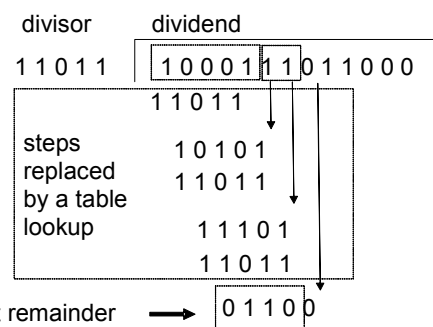 divisor dividend
1 1 0 1 1 1 0 0 0 1 1 1 0 1 1 0 0 0
1 1 0 1 1
steps
replaced
by a table
lookup
1 0 1 0 1
1 1 0 1 1
1 1 1 0 1
1 1 0 1 1
remainder 0 1 1 0 0